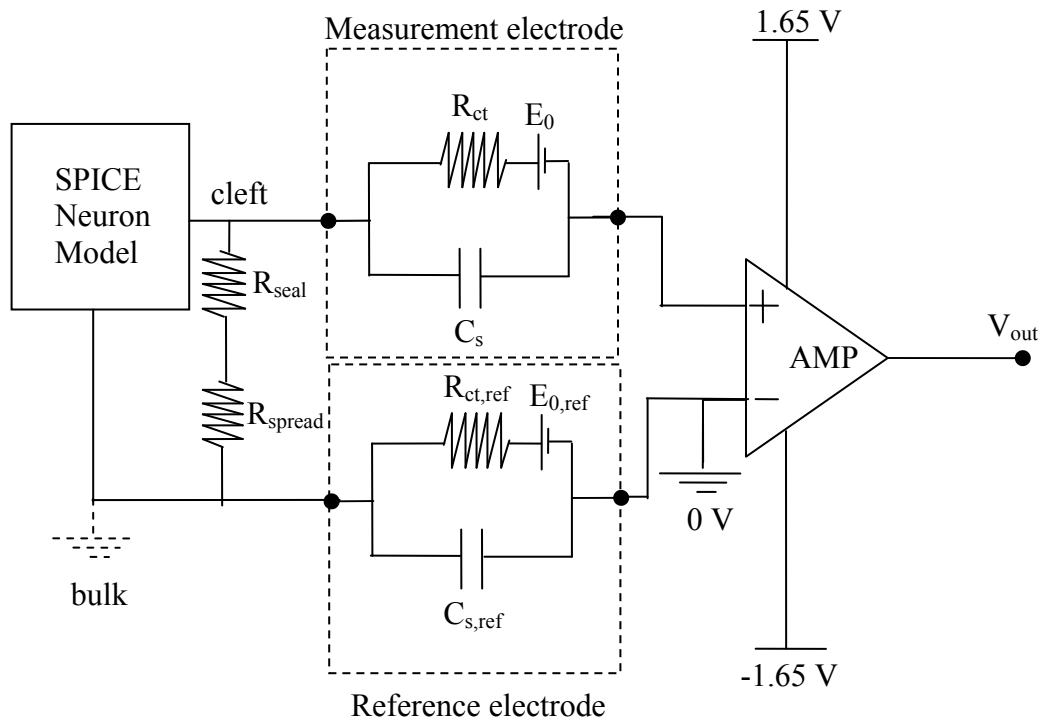 Measurement electrode
1.65 V
R_ct
E_0
SPICE
Neuron
Model
cleft
R_seal
C_s
+
AMP
V_out
R_spread
R_ct,ref
E_0,ref
−
0 V
bulk
C_s,ref
-1.65 V
Reference electrode